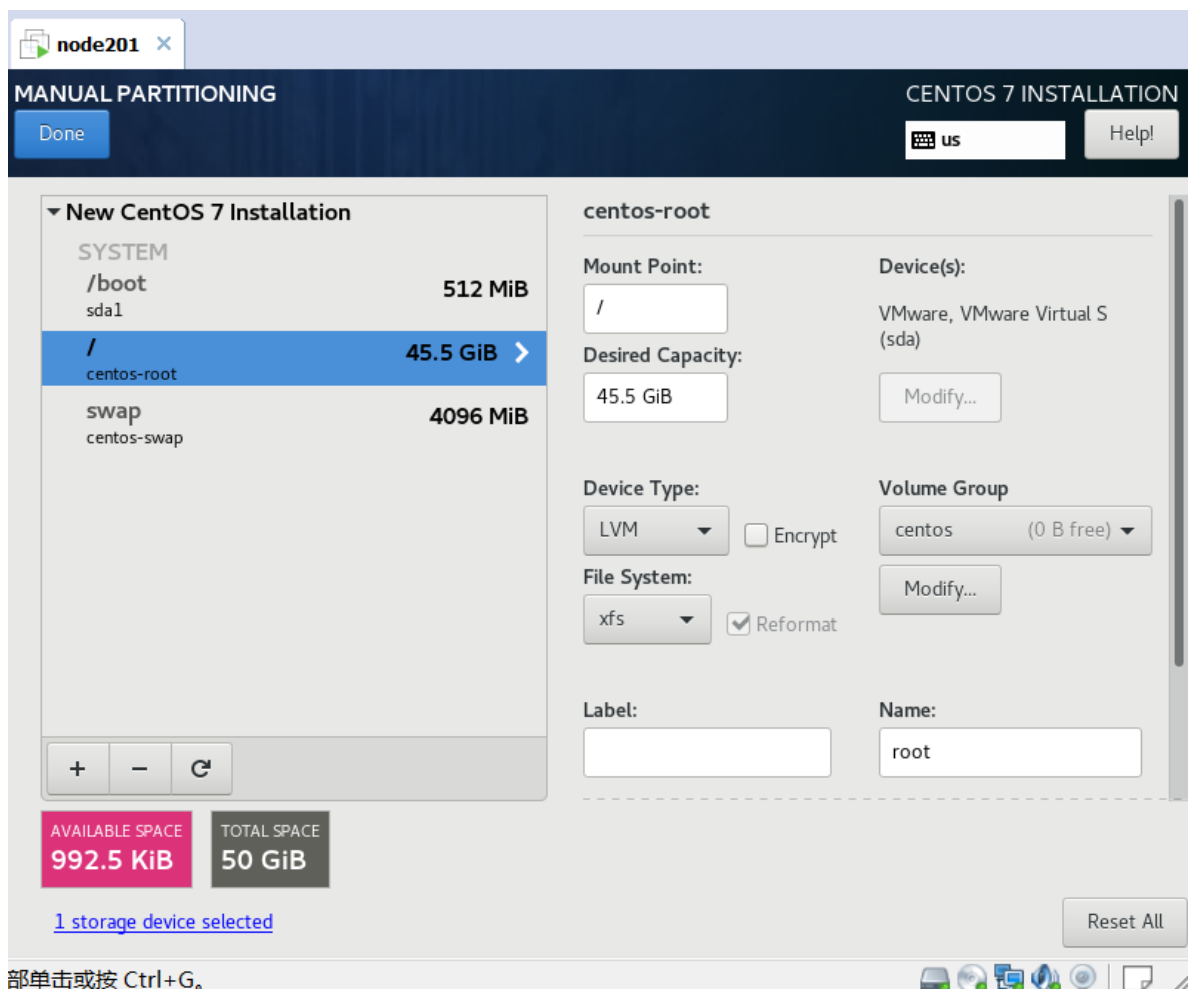 node201
MANUAL PARTITIONING
CENTOS 7 INSTALLATION
Done
us
Help!
New CentOS 7 Installation
SYSTEM
/boot
512 MiB
sda1
/
45.5 GiB
centos-root
swap
4096 MiB
centos-swap
centos-root
Mount Point:
/
Desired Capacity:
45.5 GiB
Device(s):
VMware, VMware Virtual S
(sda)
Modify...
Device Type:
LVM
Encrypt
Volume Group
centos (0 B free)
Modify...
File System:
xfs
Reformat
Label:
Name:
root
+ −
AVAILABLE SPACE
992.5 KiB
TOTAL SPACE
50 GiB
1 storage device selected
Reset All
部单击或按 Ctrl+G。